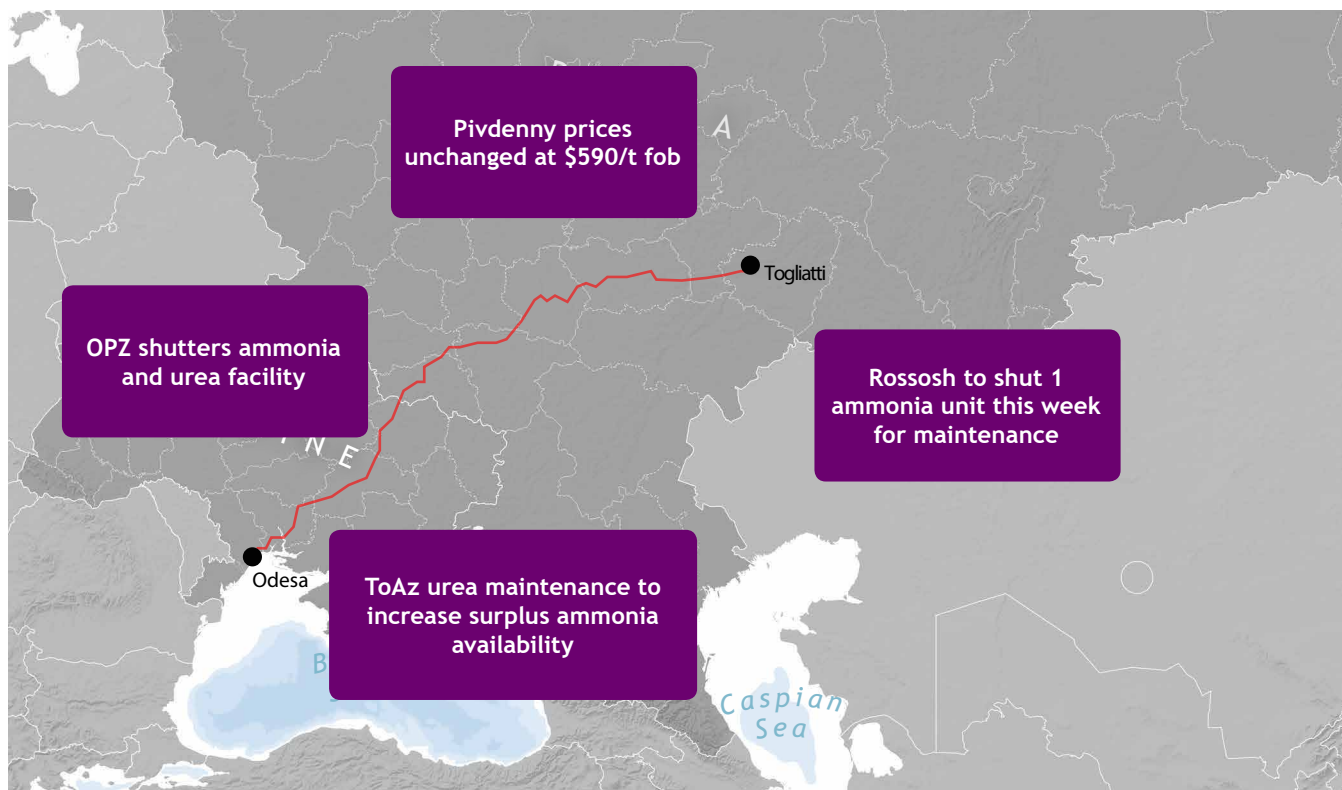 Pivdenny prices
unchanged at $590/t fob
A
Togliatti
OPZ shutters ammonia
and urea facility
Rossosh to shut 1
ammonia unit this week
for maintenance
I N E
Odesa
ToAz urea maintenance to
increase surplus ammonia
availability
B
Caspian
Sea